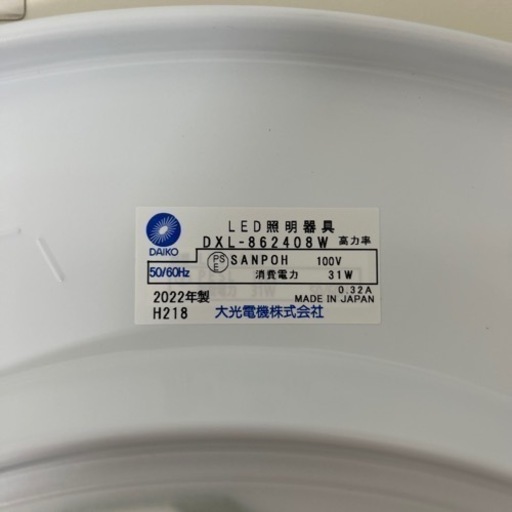 LED照明器具
DAIKO
DXL-862408W 高力率
PSE SANPOH 100V
50/60Hz 消費電力 31W
0.32A
2022年製 MADE IN JAPAN
H218 大光電機株式会社